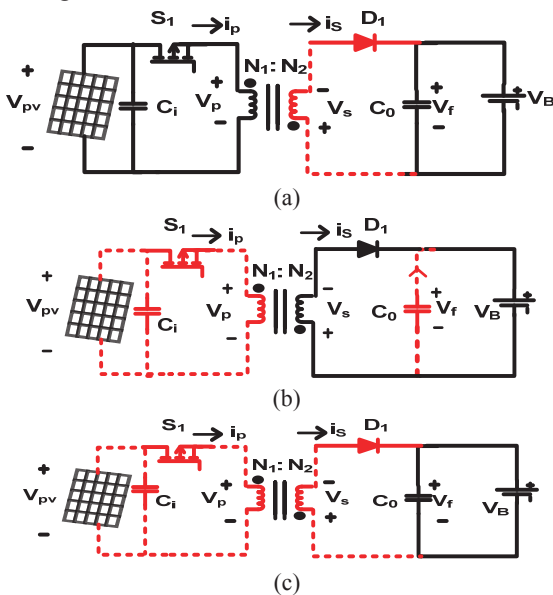 S1 → ip
N1: N2
→ is
D1
+
Vpv
-
Ci
+
Vp
-
-
Vs
+
C0
+
Vf
-
+
VB
(a)
S1 → ip
N1: N2
→ iS
D1
+
Vpv
-
Ci
+
Vp
-
-
Vs
+
C0
+
Vf
-
VB
+
(b)
S1 → ip
N1: N2
→ iS
D1
+
Vpv
-
Ci
+
Vp
-
-
Vs
+
C0
+
Vf
-
VB
+
(c)